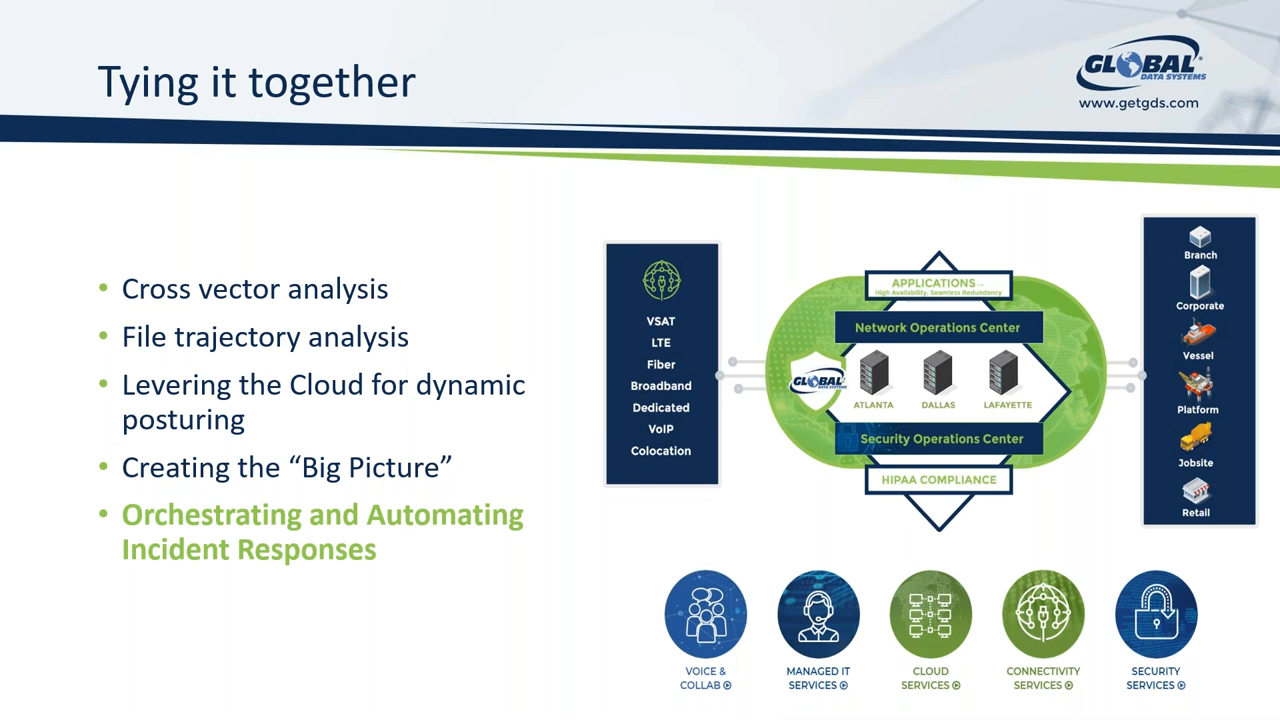 Tying it together
GLOBAL®
DATA SYSTEMS
www.getgds.com
• Cross vector analysis
• File trajectory analysis
• Levering the Cloud for dynamic
posturing
• Creating the “Big Picture”
• Orchestrating and Automating
Incident Responses
VSAT
LTE
Fiber
Broadband
Dedicated
VoIP
Colocation
APPLICATIONS
High Availability, Seamless Redundancy
Network Operations Center
GLOBAL
DATA SYSTEMS
ATLANTA
DALLAS
LAFAYETTE
Security Operations Center
HIPAA COMPLIANCE
Branch
Corporate
Vessel
Platform
Jobsite
Retail
VOICE &
COLLAB
MANAGED IT
SERVICES
CLOUD
SERVICES
CONNECTIVITY
SERVICES
SECURITY
SERVICES